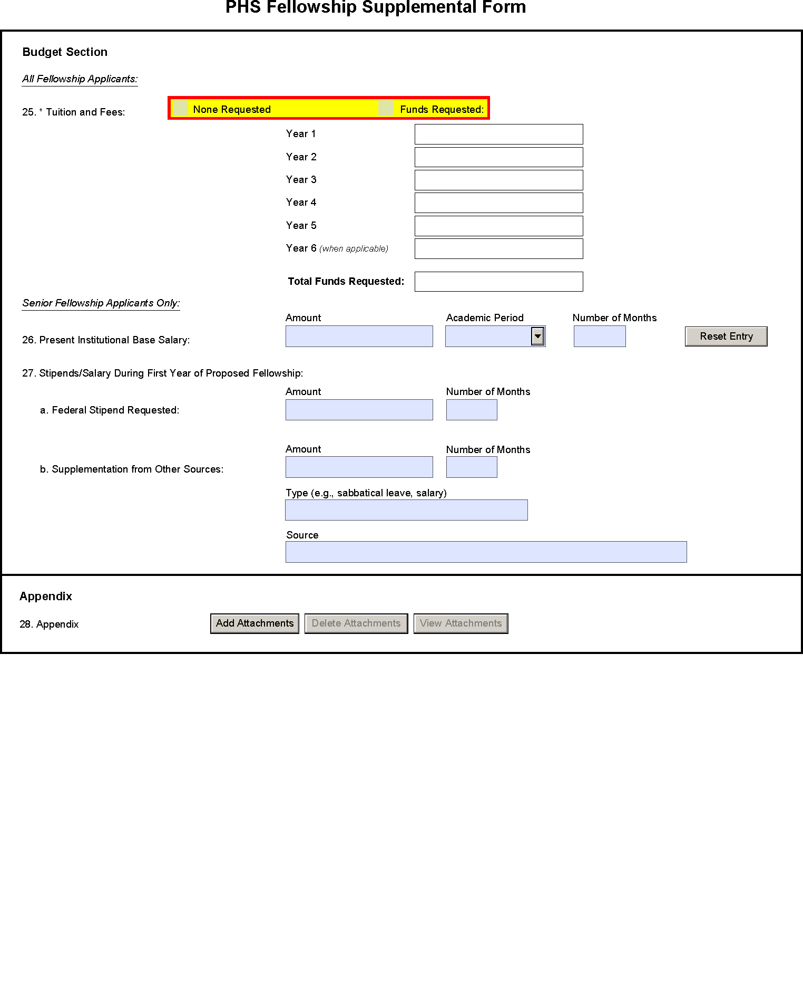 PHS Fellowship Supplemental Form
Budget Section
All Fellowship Applicants:
25. * Tuition and Fees: None Requested Funds Requested:
Year 1
Year 2
Year 3
Year 4
Year 5
Year 6 (when applicable)
Total Funds Requested:
Senior Fellowship Applicants Only:
Amount Academic Period Number of Months
26. Present Institutional Base Salary: Reset Entry
27. Stipends/Salary During First Year of Proposed Fellowship:
Amount Number of Months
a. Federal Stipend Requested:
Amount Number of Months
b. Supplementation from Other Sources:
Type (e.g., sabbatical leave, salary)
Source
Appendix
28. Appendix Add Attachments Delete Attachments View Attachments